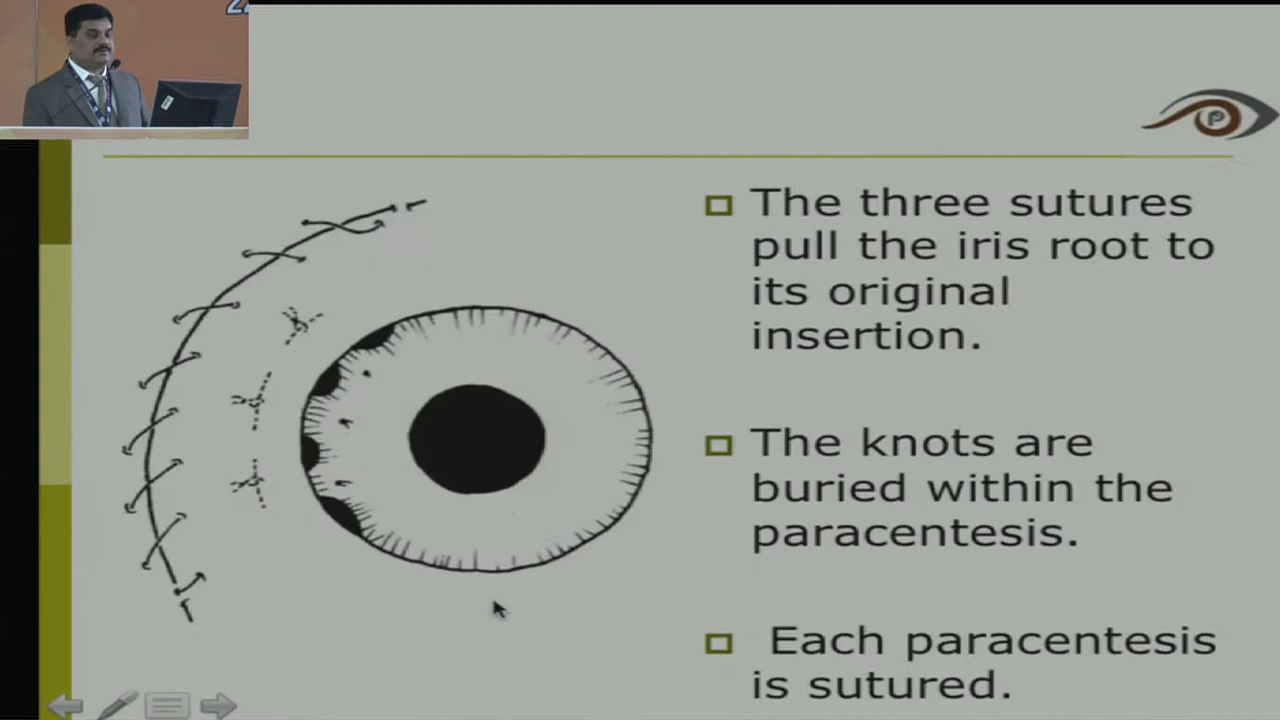 The three sutures
pull the iris root to
its original
insertion.
The knots are
buried within the
paracentesis.
Each paracentesis
is sutured.